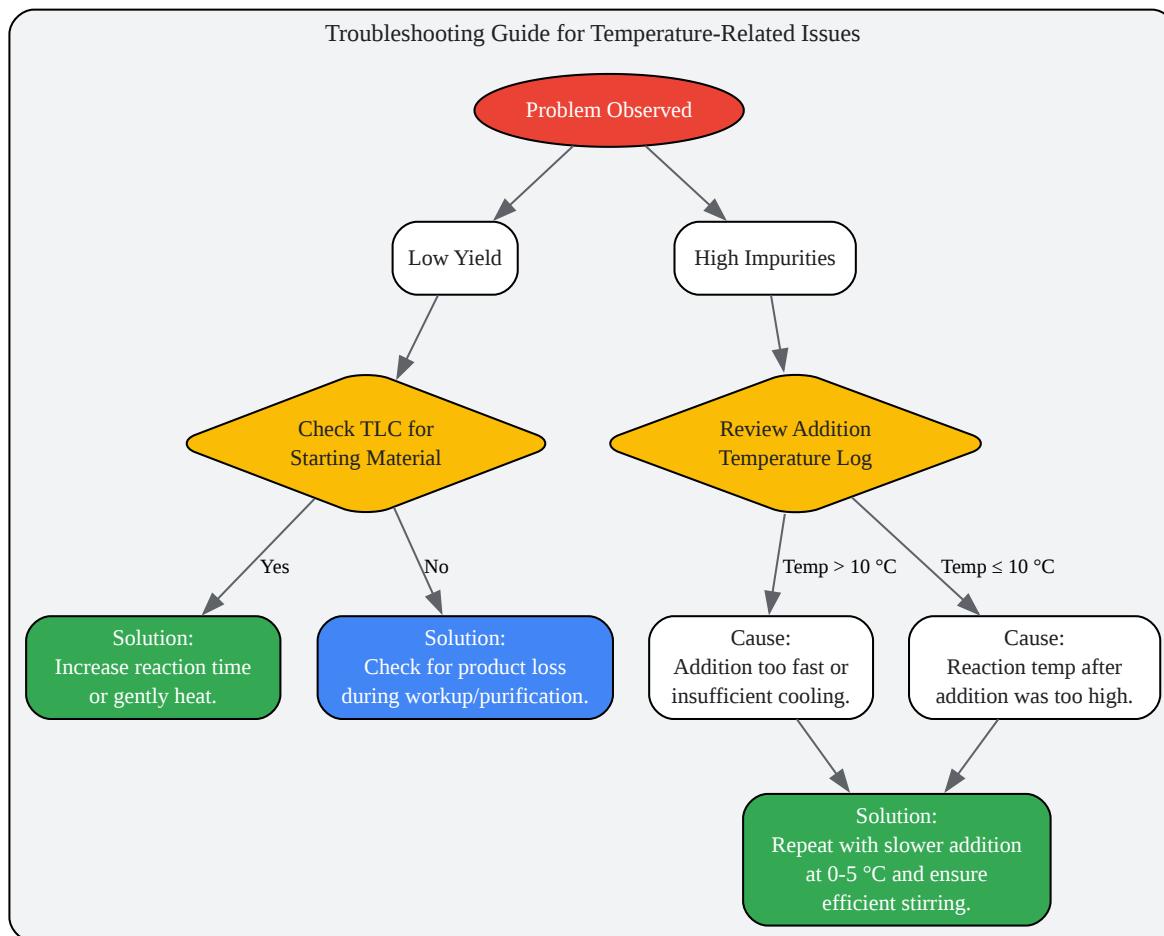 Troubleshooting Guide for Temperature-Related Issues
Problem Observed
Low Yield
High Impurities
Check TLC for
Starting Material
Review Addition
Temperature Log
Yes
No
Temp > 10 °C
Temp ≤ 10 °C
Solution:
Increase reaction time
or gently heat.
Solution:
Check for product loss
during workup/purification.
Cause:
Addition too fast or
insufficient cooling.
Cause:
Reaction temp after
addition was too high.
Solution:
Repeat with slower addition
at 0-5 °C and ensure
efficient stirring.